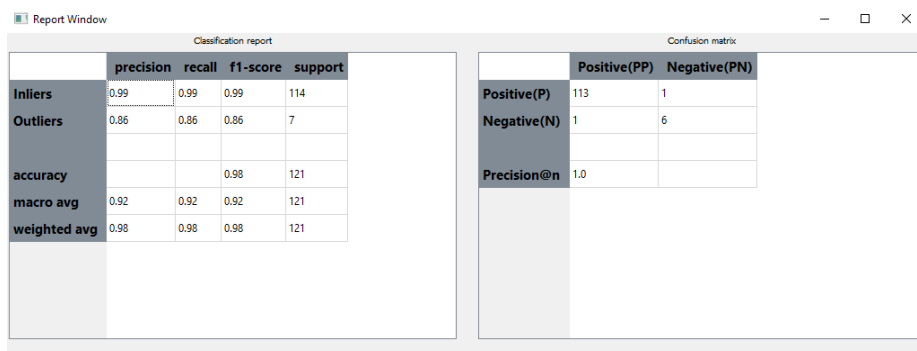 Report Window
Classification report
precision recall f1-score support
Inliers 0.99 0.99 0.99 114
Outliers 0.86 0.86 0.86 7
accuracy 0.98 121
macro avg 0.92 0.92 0.92 121
weighted avg 0.98 0.98 0.98 121
Confusion matrix
Positive(PP) Negative(PN)
Positive(P) 113 1
Negative(N) 1 6
Precision@n 1.0